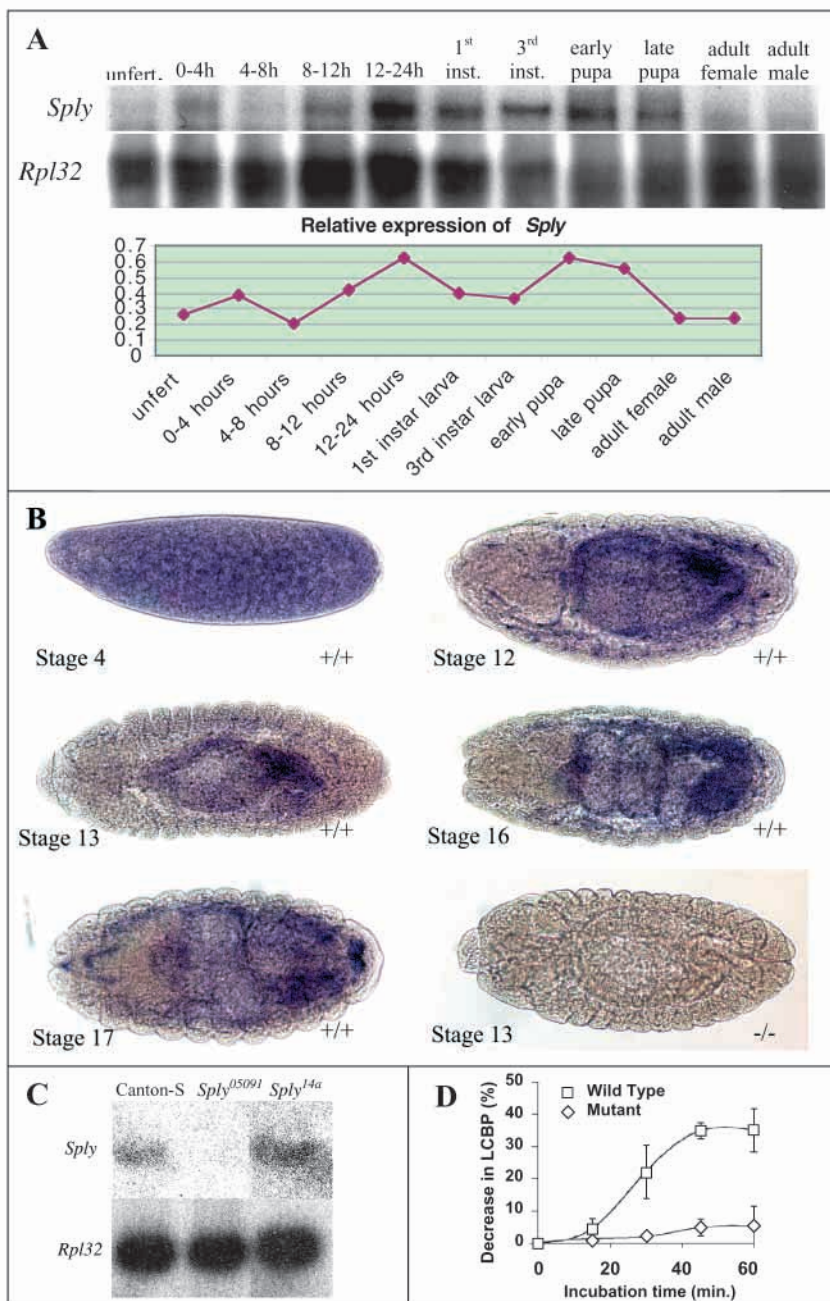 A
unfert. 0-4h 4-8h 8-12h 12-24h 1st inst. 3rd inst. early pupa late pupa adult female adult male
Sply
Rpl32
Relative expression of Sply
0.7
0.6
0.5
0.4
0.3
0.2
0.1
0
unfert 0-4 hours 4-8 hours 8-12 hours 12-24 hours 1st instar larva 3rd instar larva early pupa late pupa adult female adult male
B
Stage 4 +/+
Stage 12 +/+
Stage 13 +/+
Stage 16 +/+
Stage 17 +/+
Stage 13 -/-
C
Canton-S Sply05091 Sply14a
Sply
Rpl32
D
Decrease in LCBP (%)
50
40
30
20
10
0
Wild Type
Mutant
0 20 40 60
Incubation time (min.)